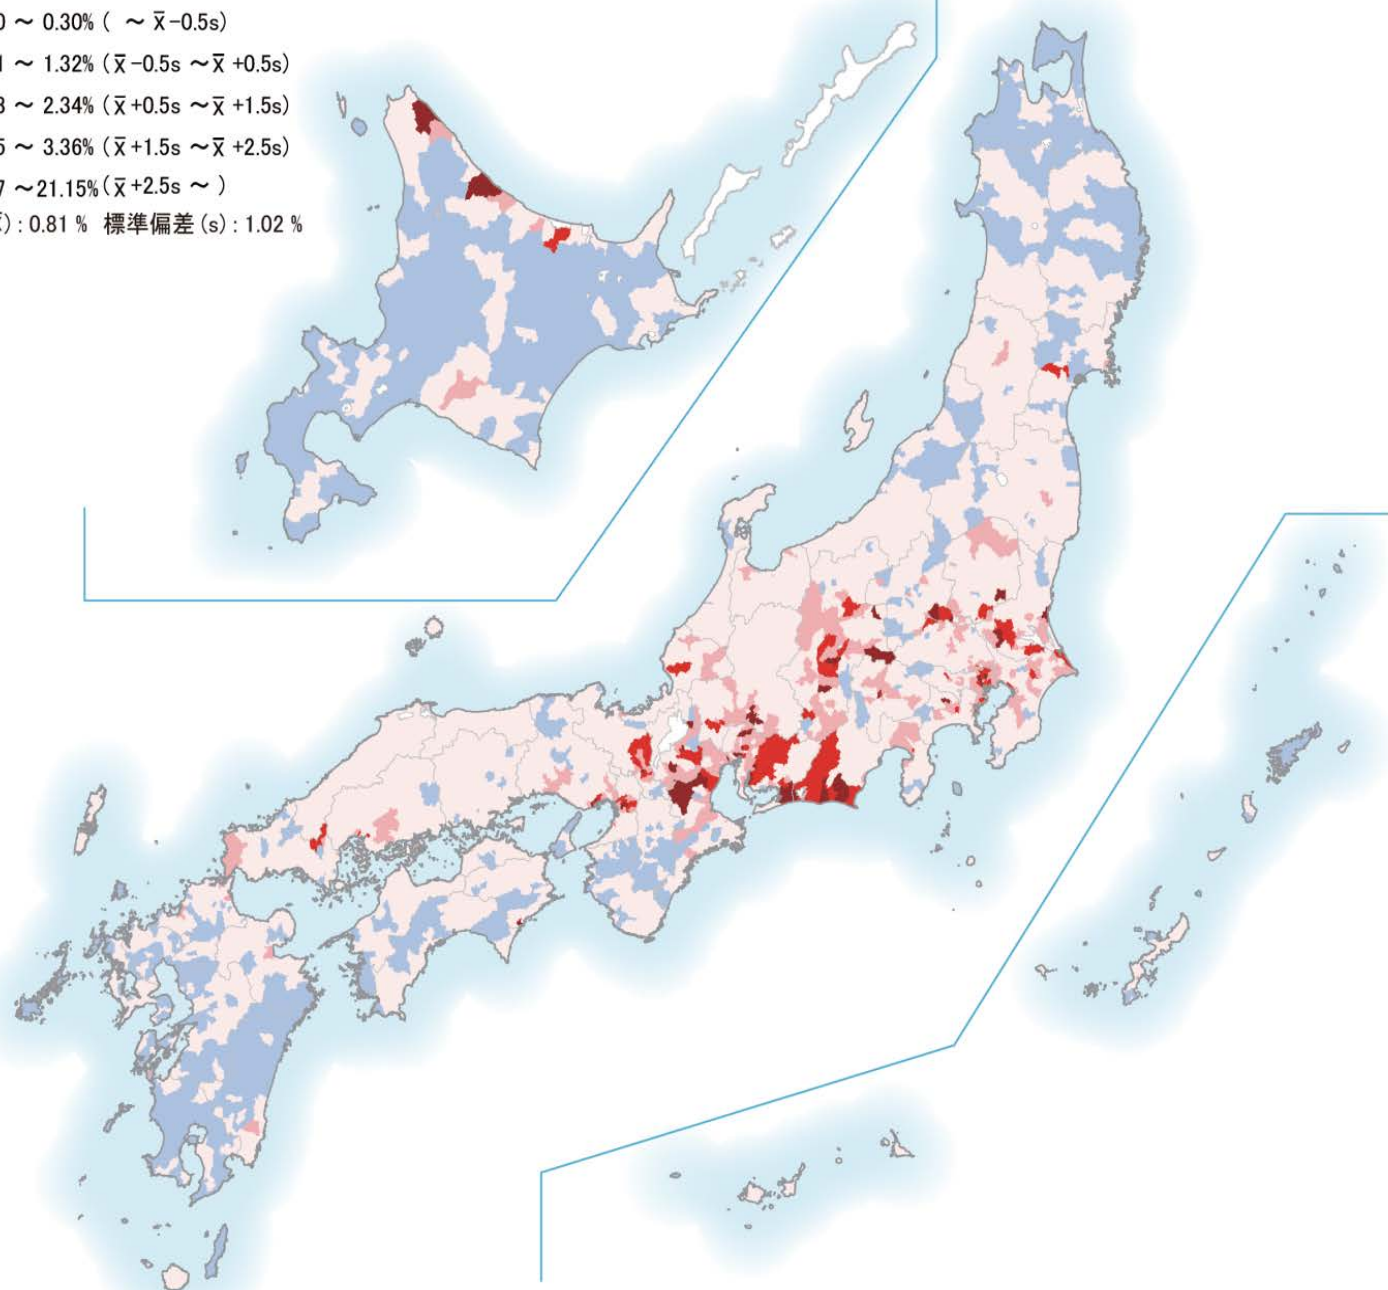 0 ～ 0.30% ( ～ x̄-0.5s)
1 ～ 1.32% (x̄-0.5s ～x̄+0.5s)
3 ～ 2.34% (x̄+0.5s ～x̄+1.5s)
5 ～ 3.36% (x̄+1.5s ～x̄+2.5s)
7 ～21.15%(x̄+2.5s ～ )
) : 0.81 % 標準偏差 (s) : 1.02 %